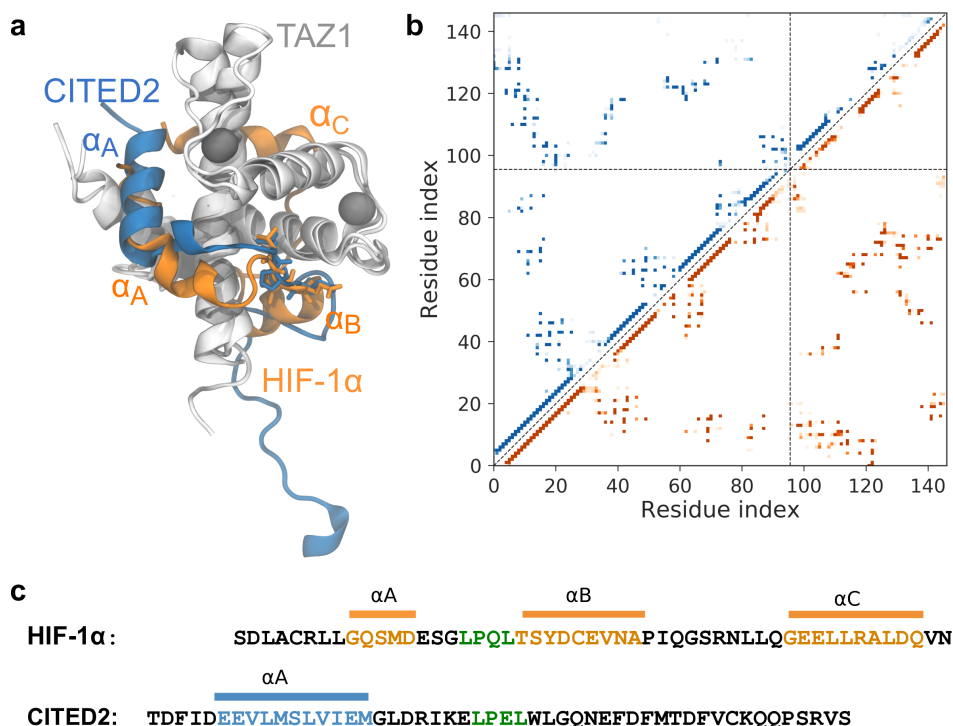 a
TAZ1
CITED2
αA
αC
αA
αB
HIF-1α
b
140
120
100
80
60
40
20
0
Residue index
0 20 40 60 80 100 120 140
Residue index
c
αA αB αC
HIF-1α: SDLACRLLGQSMDESGLPQLTSYDCEVNAPIQGSRNLLQGEELLRALDQVN
αA
CITED2: TDFIDEEVLMSLVIEMGLDRIKELPELWLGQNEFDFMTDFVCKQQPSRVS